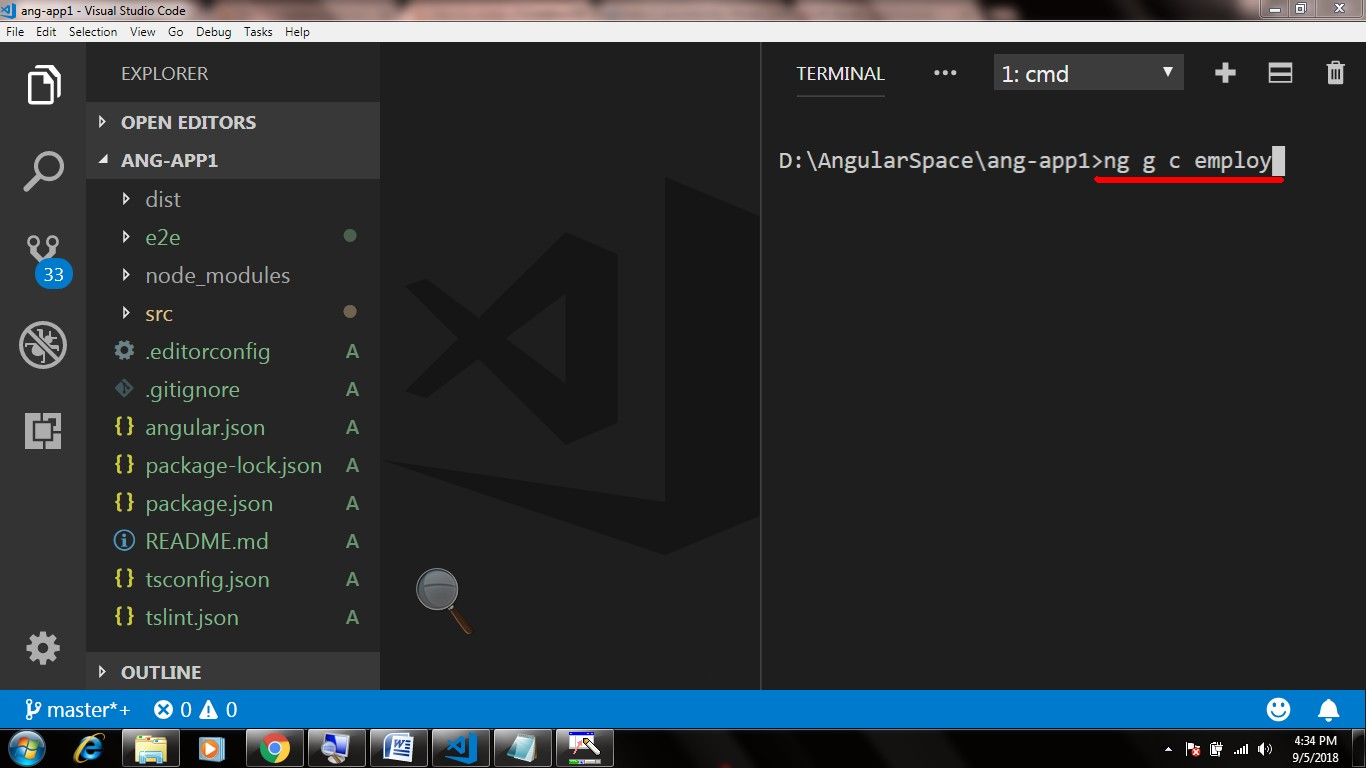 ang-app1 - Visual Studio Code
File Edit Selection View Go Debug Tasks Help
EXPLORER
OPEN EDITORS
ANG-APP1
dist
e2e
node_modules
src
.editorconfig A
.gitignore A
{} angular.json A
{} package-lock.json A
{} package.json A
README.md A
{} tsconfig.json A
{} tslint.json A
OUTLINE
33
TERMINAL ••• 1: cmd
D:\AngularSpace\ang-app1>ng g c employ
master*+ 0 0
4:34 PM
9/5/2018